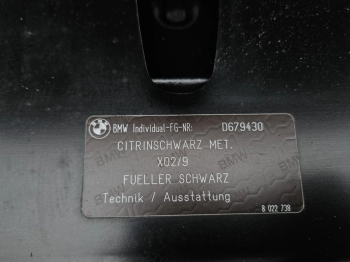 BMW Individual-FG-NR: D679430
CITRINSCHWARZ MET.
X02/9
FUELLER SCHWARZ
Technik / Ausstattung
8 022 738